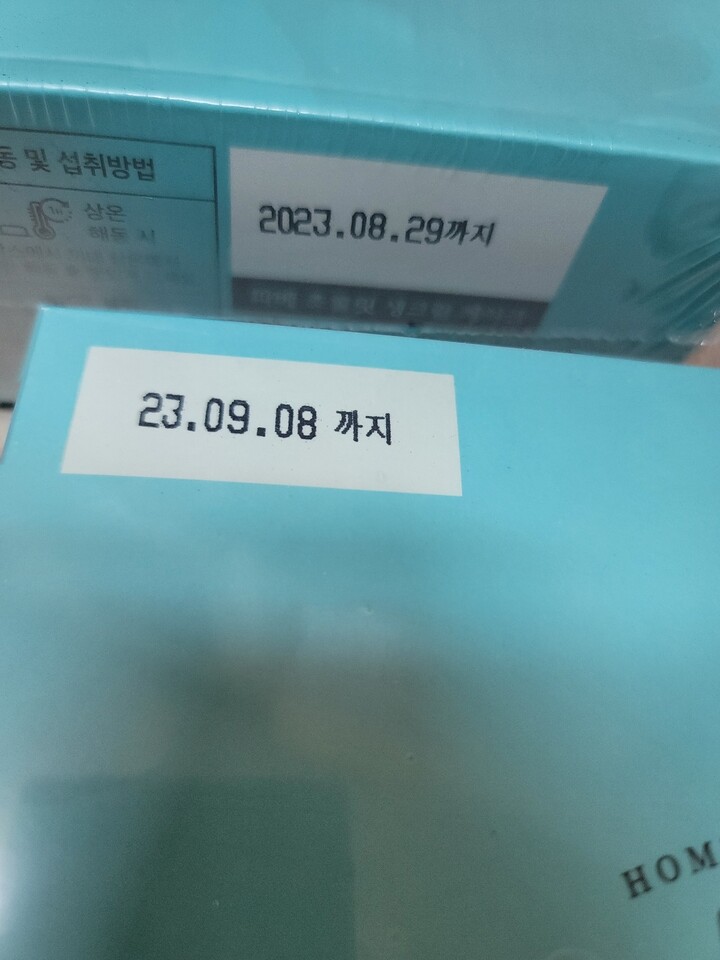 동 및 섭취방법
상온
해동 시
2023.08.29까지
23.09.08 까지
HOM